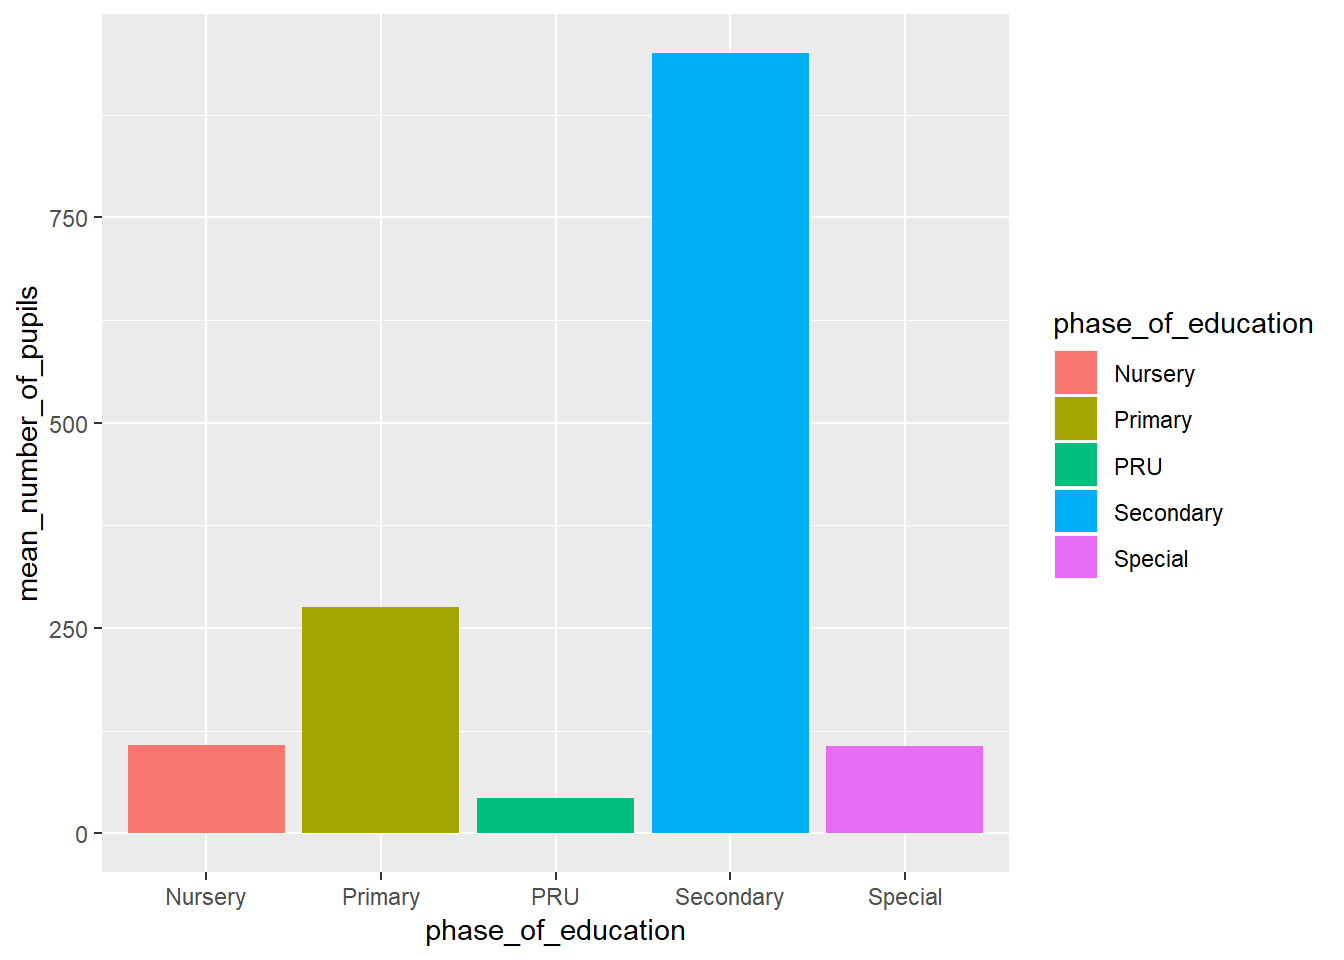 mean_number_of_pupils
750
500
250
0
Nursery
Primary
PRU
Secondary
Special
phase_of_education
phase_of_education
Nursery
Primary
PRU
Secondary
Special